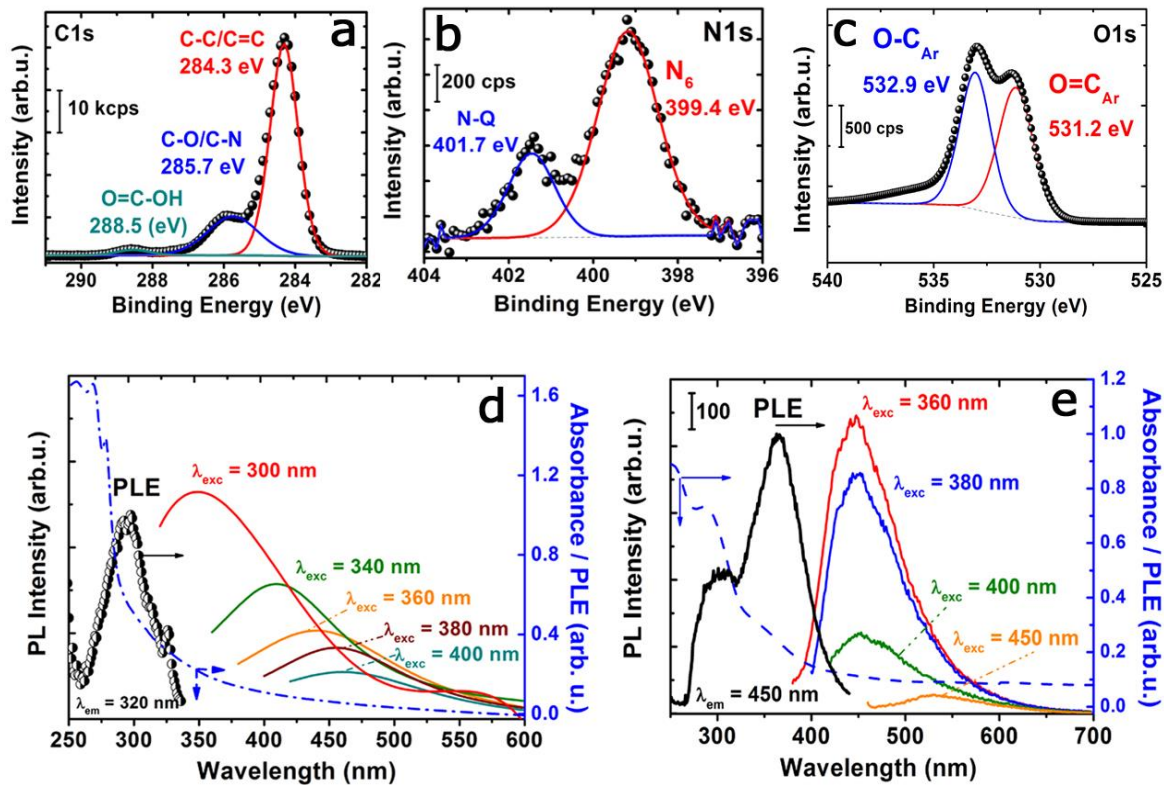 a
C1s
C-C/C=C
284.3 eV
10 kcps
C-O/C-N
285.7 eV
O=C-OH
288.5 (eV)
Intensity (arb.u.)
290 288 286 284 282
Binding Energy (eV)
b
N1s
200 cps
N6
399.4 eV
N-Q
401.7 eV
Intensity (arb.u.)
404 402 400 398 396
Binding Energy (eV)
c
O1s
O-CAr
532.9 eV
O=CAr
531.2 eV
500 cps
Intensity (arb.u.)
540 535 530 525
Binding Energy (eV)
d
PLE
λexc = 300 nm
λexc = 340 nm
λexc = 360 nm
λexc = 380 nm
λexc = 400 nm
λem = 320 nm
PL Intensity (arb.u.)
1.6
1.2
0.8
0.4
0.0
Absorbance / PLE (arb. u.)
250 300 350 400 450 500 550 600
Wavelength (nm)
e
100
PLE
λexc = 360 nm
λexc = 380 nm
λexc = 400 nm
λexc = 450 nm
λem = 450 nm
PL Intensity (arb.u.)
1.2
1.0
0.8
0.6
0.4
0.2
0.0
Absorbance / PLE (arb. u.)
300 400 500 600 700
Wavelength (nm)